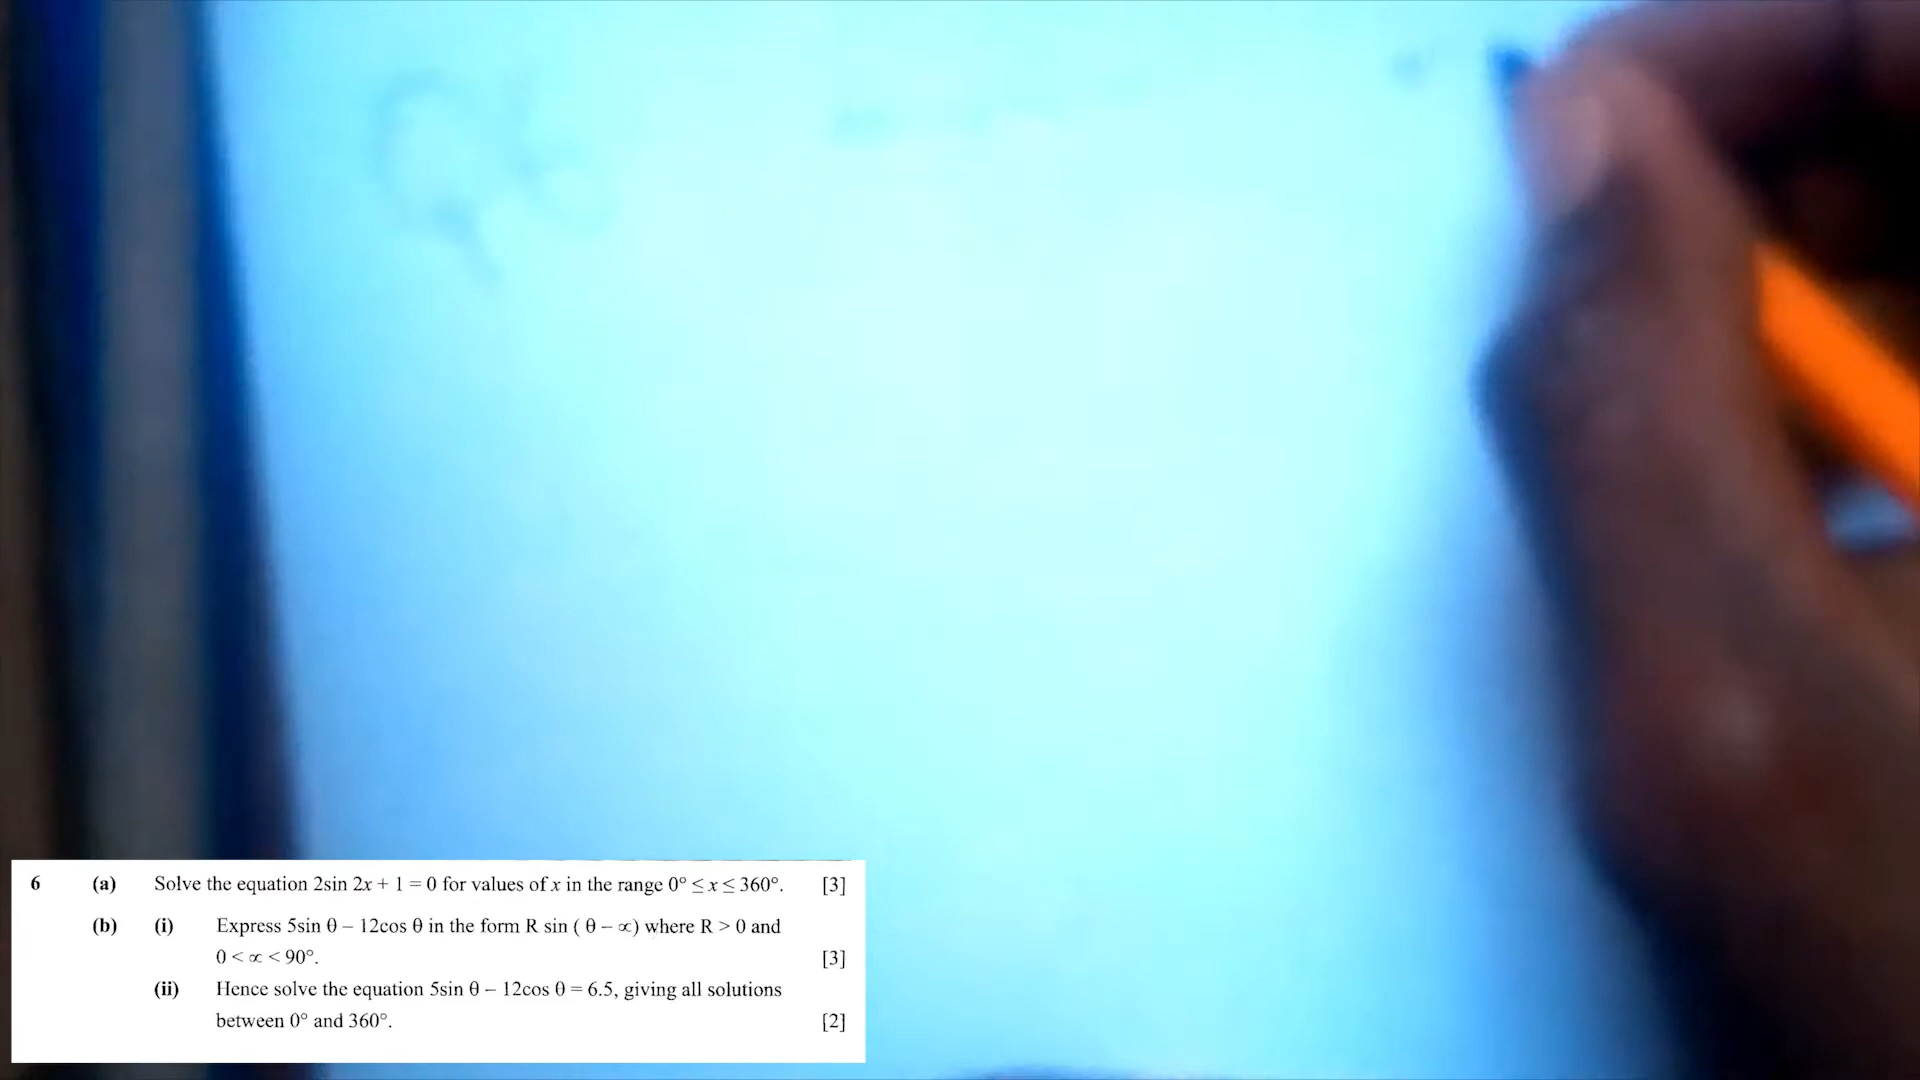 Q6
6 (a) Solve the equation 2sin 2x + 1 = 0 for values of x in the range 0° ≤ x ≤ 360°. [3]
(b) (i) Express 5sin θ – 12cos θ in the form R sin ( θ – ∝) where R > 0 and
0 < ∝ < 90°. [3]
(ii) Hence solve the equation 5sin θ – 12cos θ = 6.5, giving all solutions
between 0° and 360°. [2]